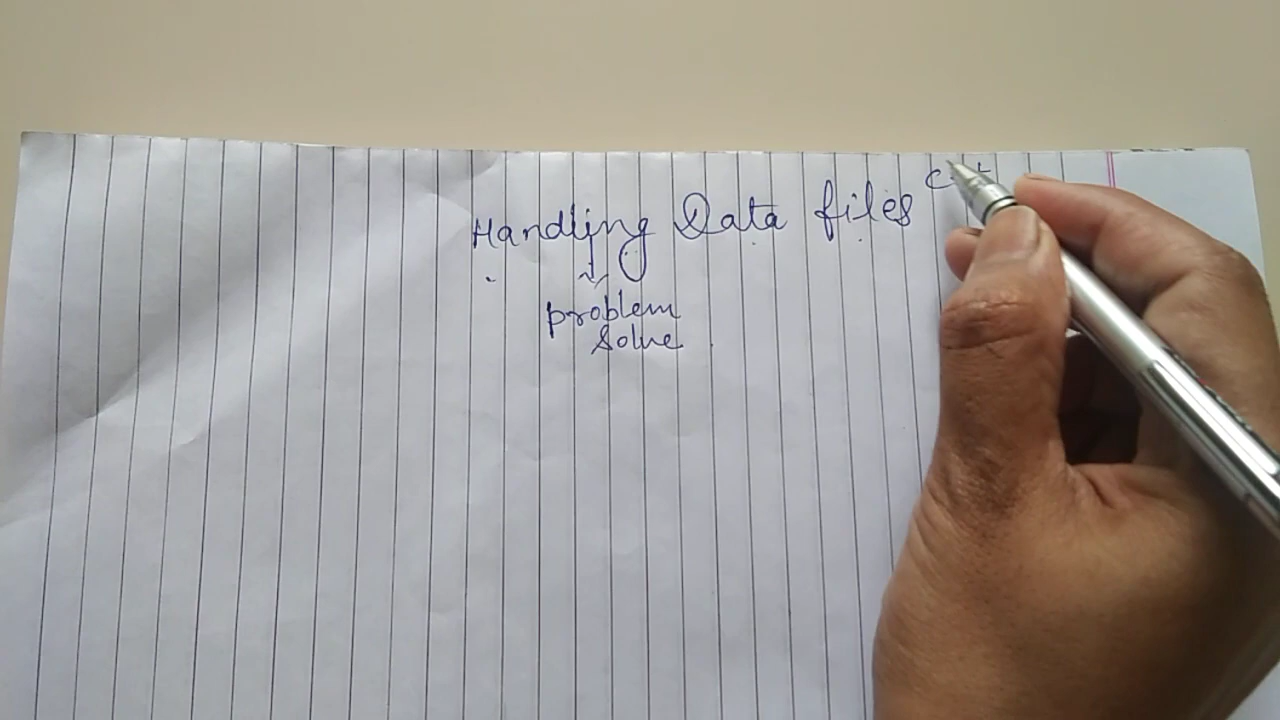 Handling Data files
problem
Solve